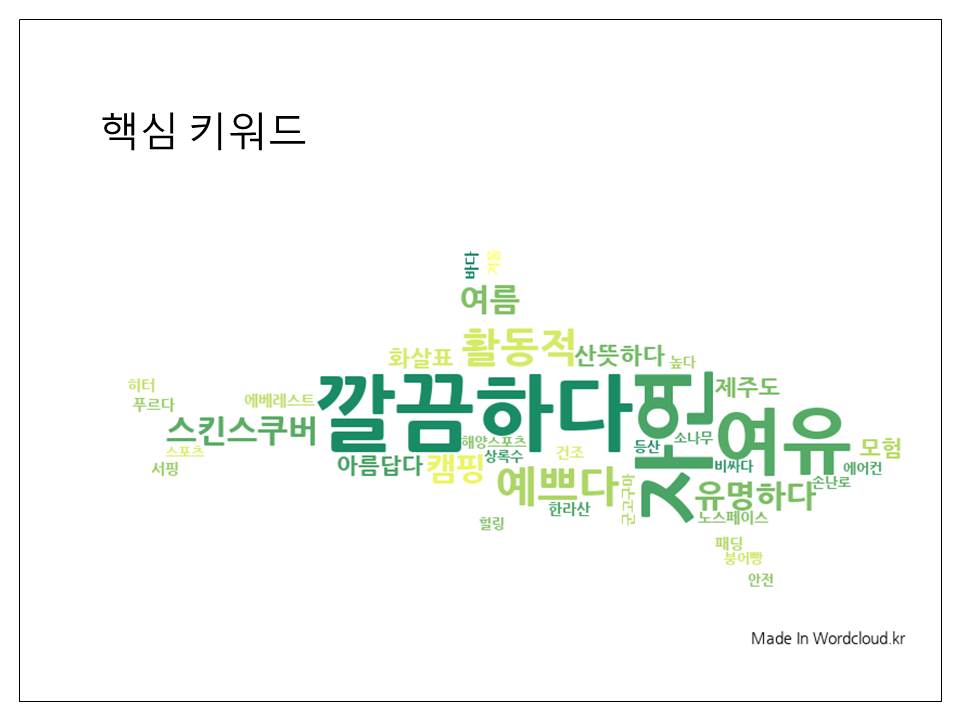 핵심 키워드
바다
겨울
여름
활동적
화살표
산뜻하다
높다
히터
푸르다
에베레스트
깔끔하다
자연
제주도
스킨스쿠버
해양스포츠
소나무
여유
모험
스포츠
서핑
아름답다
캠핑
상록수
건조
등산
비싸다
에어컨
예쁘다
군고구마
유명하다
손난로
한라산
힐링
노스페이스
패딩
붕어빵
안전
Made In Wordcloud.kr